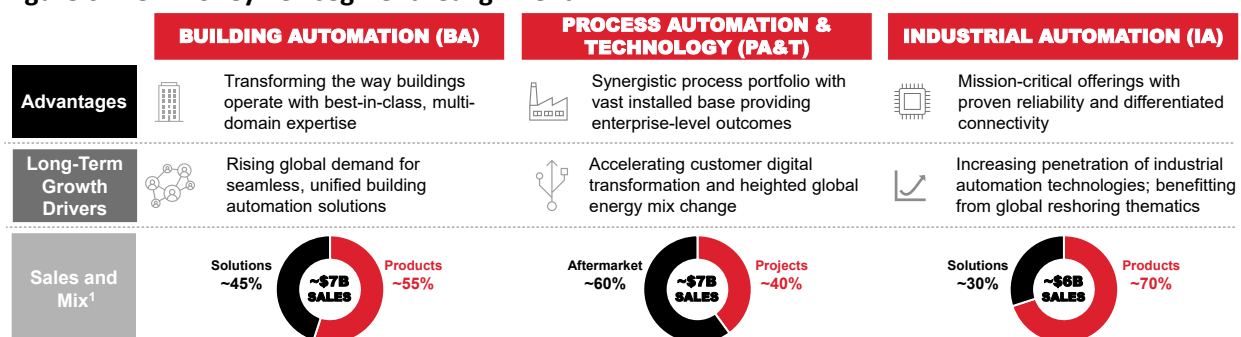 BUILDING AUTOMATION (BA)
PROCESS AUTOMATION &
TECHNOLOGY (PA&T)
INDUSTRIAL AUTOMATION (IA)
Advantages
Transforming the way buildings
operate with best-in-class, multi-
domain expertise
Synergistic process portfolio with
vast installed base providing
enterprise-level outcomes
Mission-critical offerings with
proven reliability and differentiated
connectivity
Long-Term
Growth
Drivers
Rising global demand for
seamless, unified building
automation solutions
Accelerating customer digital
transformation and heighted global
energy mix change
Increasing penetration of industrial
automation technologies; benefitting
from global reshoring thematics
Sales and
Mix1
Solutions
~45%
~$7B
SALES
Products
~55%
Aftermarket
~60%
~$7B
SALES
Projects
~40%
Solutions
~30%
~$6B
SALES
Products
~70%